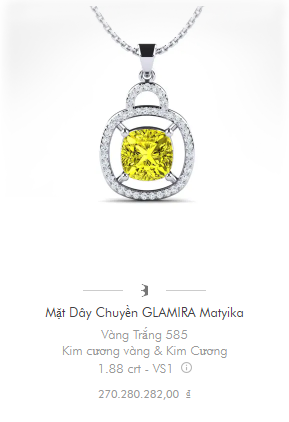 Mặt Dây Chuyền GLAMIRA Matyika
Vàng Trắng 585
Kim cương vàng & Kim Cương
1.88 crt - VS1 ⓘ
270.280.282,00 ₫